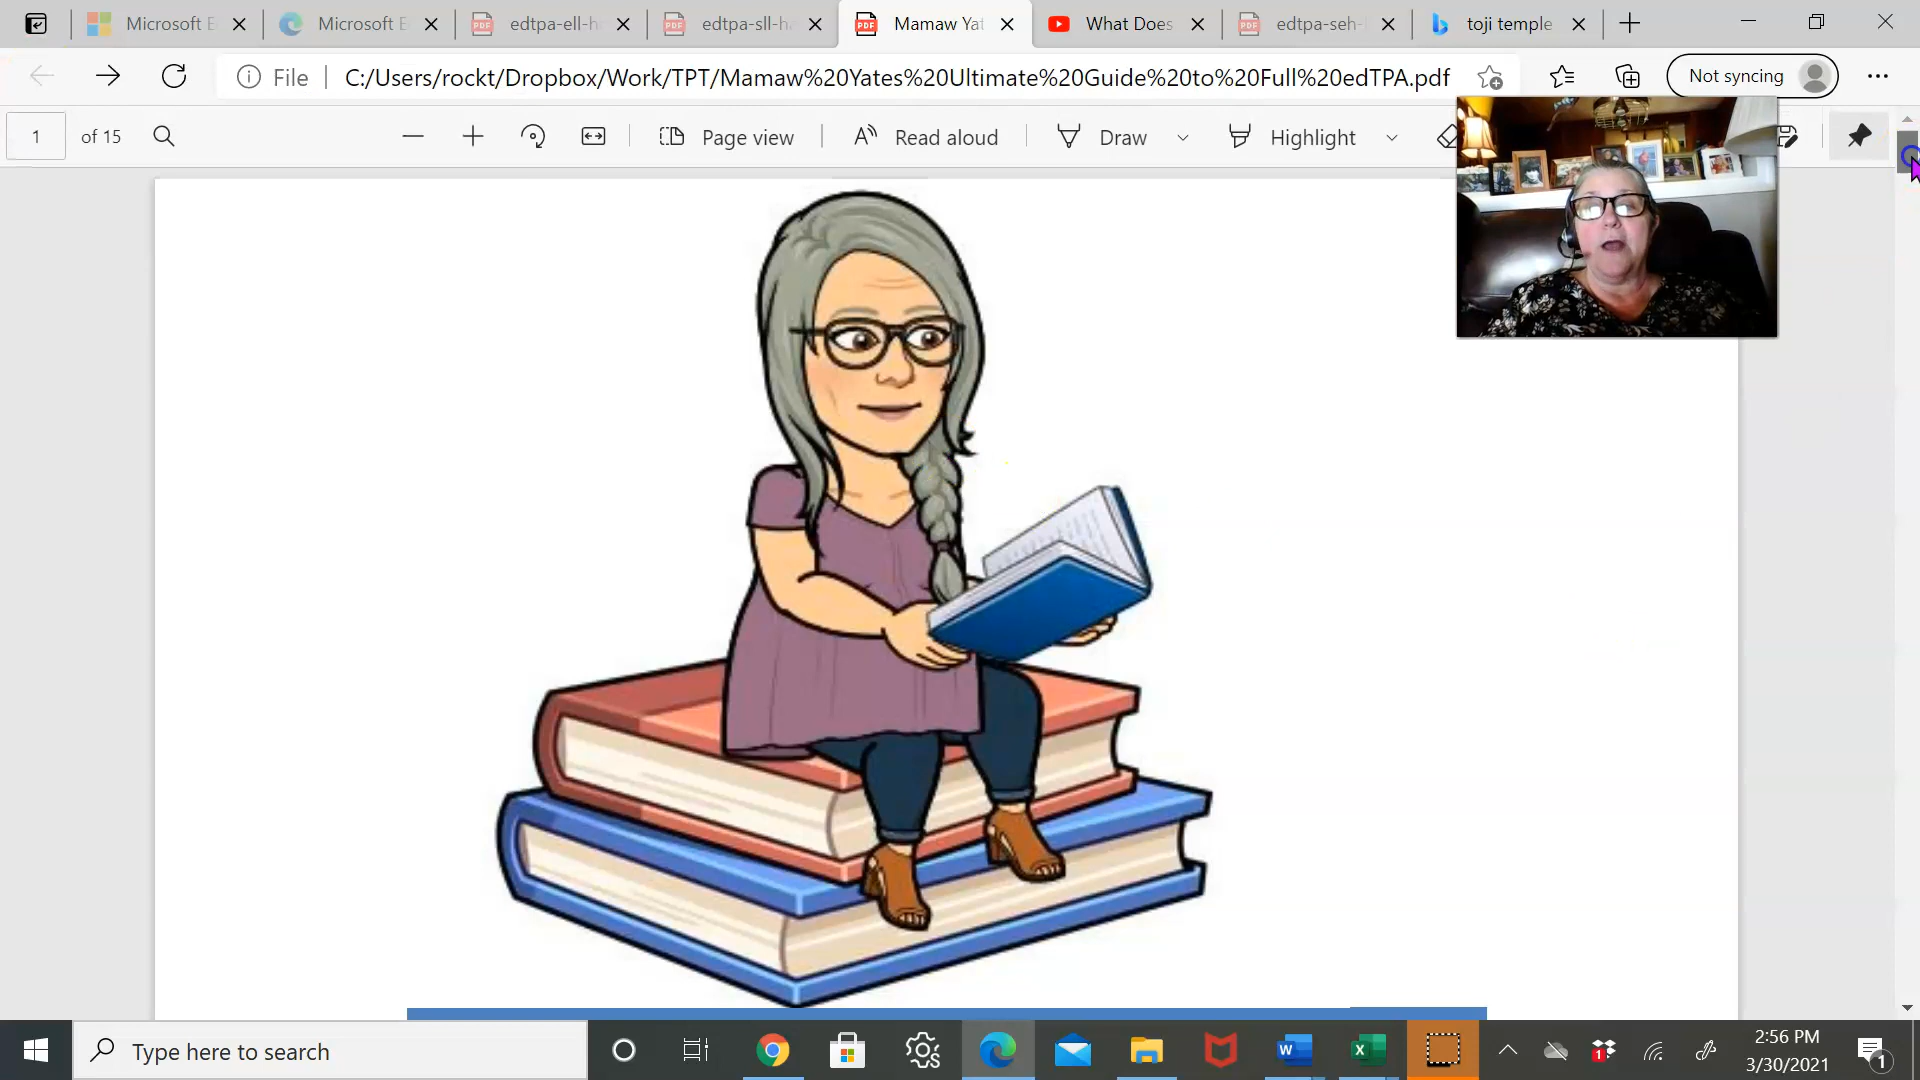 Microsoft E
Microsoft E
edtpa-ell-h
edtpa-sll-ha
Mamaw Yat
What Does
edtpa-seh-
toji temple
File
C:/Users/rockt/Dropbox/Work/TPT/Mamaw%20Yates%20Ultimate%20Guide%20to%20Full%20edTPA.pdf
Not syncing
1 of 15
Page view
Read aloud
Draw
Highlight
Type here to search
2:56 PM
3/30/2021